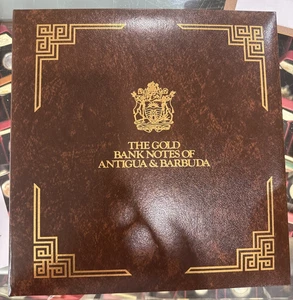 THE GOLD
BANK NOTES OF
ANTIGUA & BARBUDA